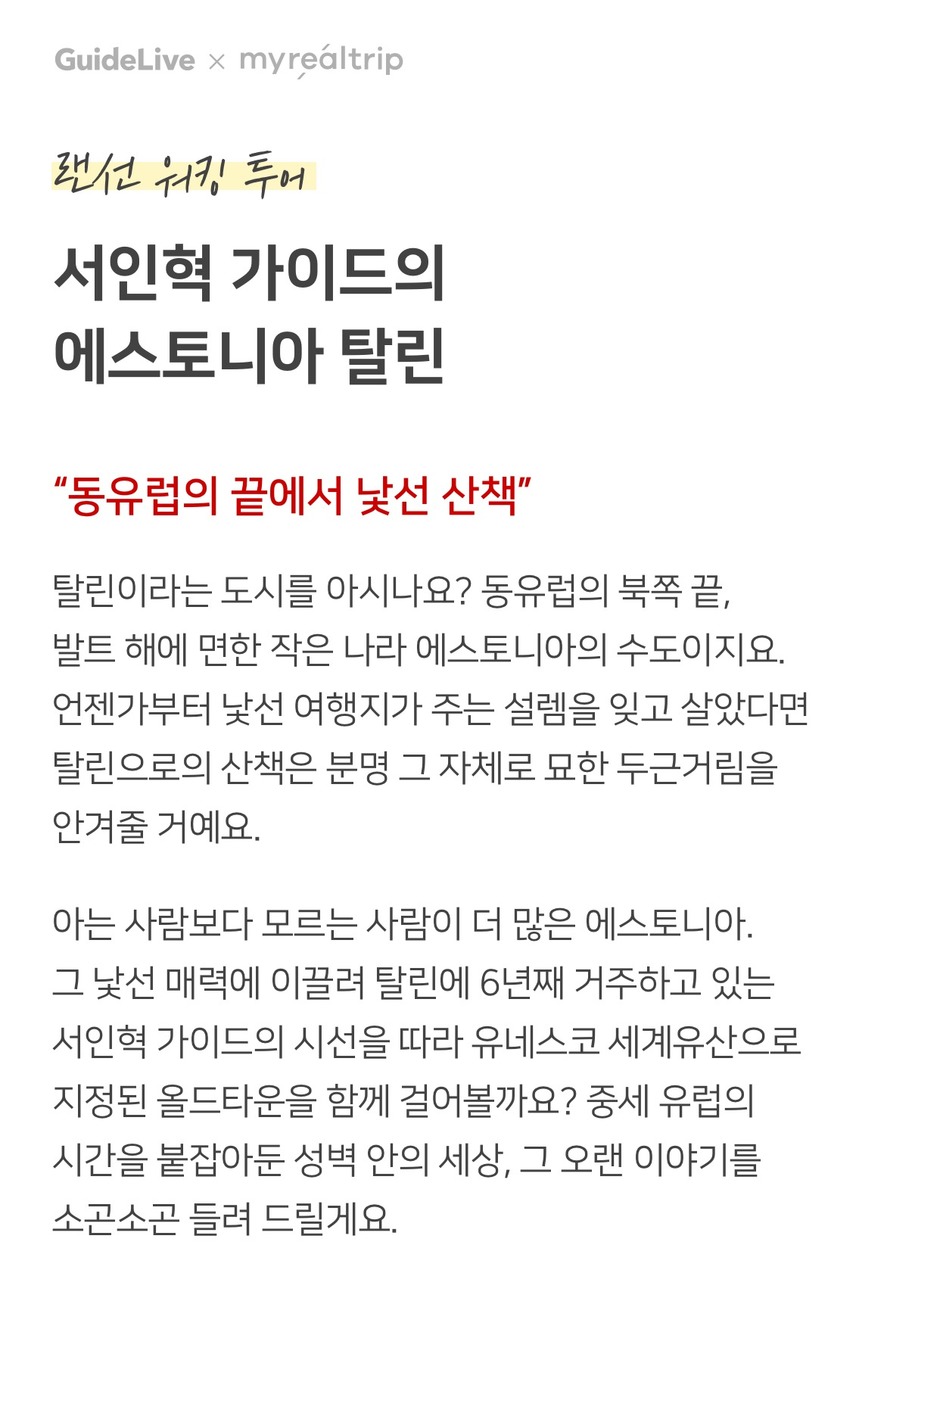 GuideLive × myreáltrip
랜선 워킹 투어
서인혁 가이드의
에스토니아 탈린
“동유럽의 끝에서 낯선 산책”
탈린이라는 도시를 아시나요? 동유럽의 북쪽 끝,
발트 해에 면한 작은 나라 에스토니아의 수도이지요.
언젠가부터 낯선 여행지가 주는 설렘을 잊고 살았다면
탈린으로의 산책은 분명 그 자체로 묘한 두근거림을
안겨줄 거예요.
아는 사람보다 모르는 사람이 더 많은 에스토니아.
그 낯선 매력에 이끌려 탈린에 6년째 거주하고 있는
서인혁 가이드의 시선을 따라 유네스코 세계유산으로
지정된 올드타운을 함께 걸어볼까요? 중세 유럽의
시간을 붙잡아둔 성벽 안의 세상, 그 오랜 이야기를
소곤소곤 들려 드릴게요.